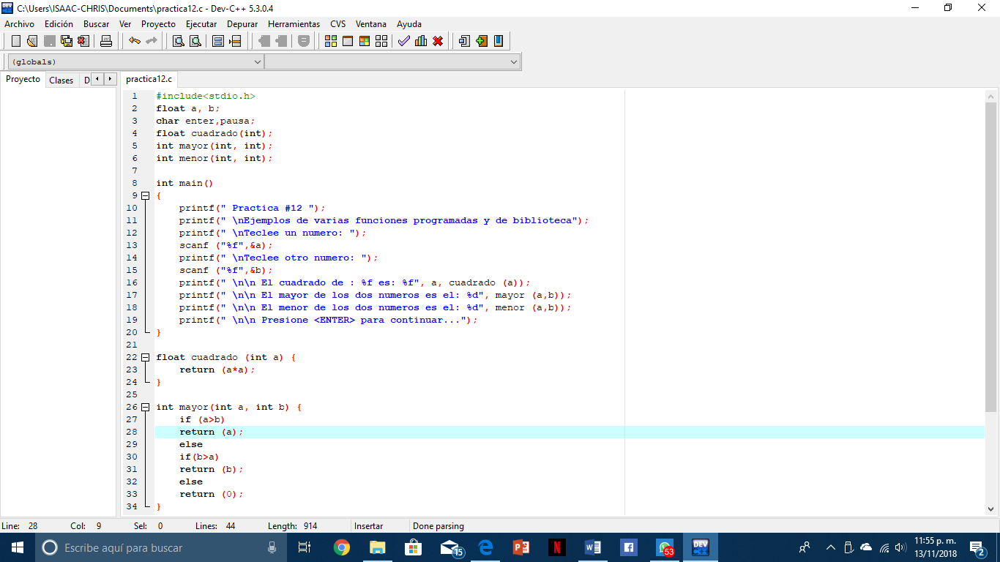 C:\Users\ISAAC-CHRIS\Documents\practica12.c - Dev-C++ 5.3.0.4
Archivo Edición Buscar Ver Proyecto Ejecutar Depurar Herramientas CVS Ventana Ayuda
(globals)
Proyecto Clases D practica12.c
1 #include<stdio.h>
2 float a, b;
3 char enter,pausa;
4 float cuadrado(int);
5 int mayor(int, int);
6 int menor(int, int);
7
8 int main()
9 {
10 printf(" Practica #12 ");
11 printf(" \nEjemplos de varias funciones programadas y de biblioteca");
12 printf(" \nTeclee un numero: ");
13 scanf ("%f",&a);
14 printf(" \nTeclee otro numero: ");
15 scanf ("%f",&b);
16 printf(" \n\n El cuadrado de : %f es: %f", a, cuadrado (a));
17 printf(" \n\n El mayor de los dos numeros es el: %d", mayor (a,b));
18 printf(" \n\n El menor de los dos numeros es el: %d", menor (a,b));
19 printf(" \n\n Presione <ENTER> para continuar...");
20 }
21
22 float cuadrado (int a) {
23 return (a*a);
24 }
25
26 int mayor(int a, int b) {
27 if (a>b)
28 return (a);
29 else
30 if(b>a)
31 return (b);
32 else
33 return (0);
34 }
Line: 28 Col: 9 Sel: 0 Lines: 44 Length: 914 Insertar Done parsing
Escribe aquí para buscar
15
53
DEV
11:55 p. m.
13/11/2018
2